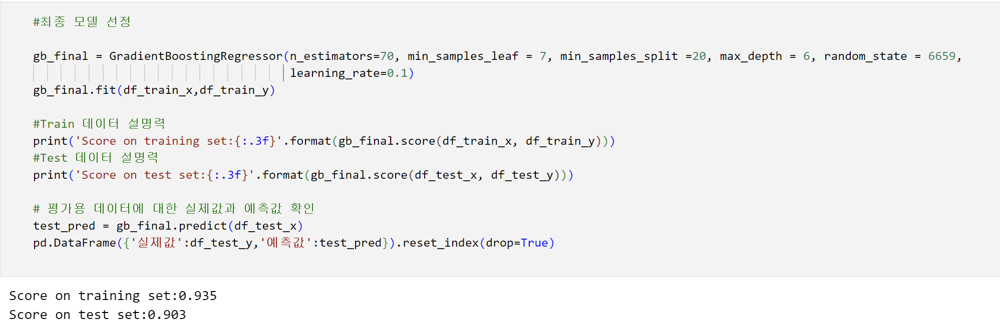 #최종 모델 선정
gb_final = GradientBoostingRegressor(n_estimators=70, min_samples_leaf = 7, min_samples_split =20, max_depth = 6, random_state = 6659,
learning_rate=0.1)
gb_final.fit(df_train_x,df_train_y)
#Train 데이터 설명력
print('Score on training set:{:.3f}'.format(gb_final.score(df_train_x, df_train_y)))
#Test 데이터 설명력
print('Score on test set:{:.3f}'.format(gb_final.score(df_test_x, df_test_y)))
# 평가용 데이터에 대한 실제값과 예측값 확인
test_pred = gb_final.predict(df_test_x)
pd.DataFrame({'실제값':df_test_y,'예측값':test_pred}).reset_index(drop=True)
Score on training set:0.935
Score on test set:0.903